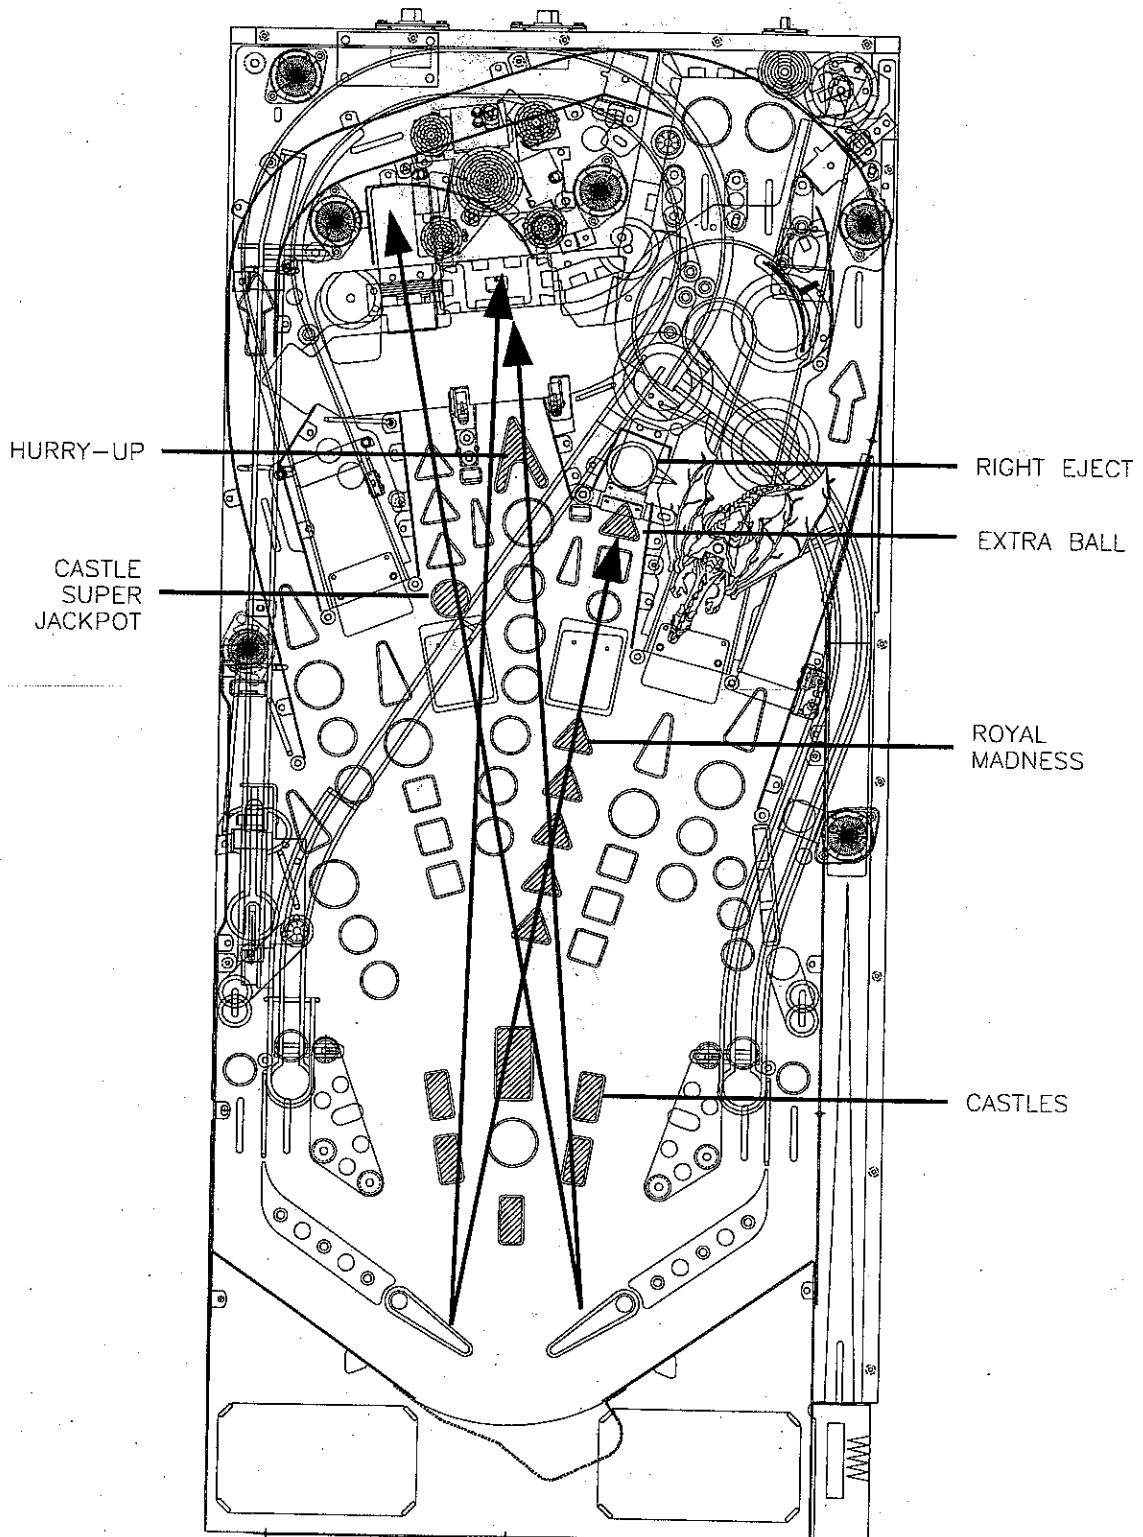 HURRY-UP
RIGHT EJECT
EXTRA BALL
CASTLE
SUPER
JACKPOT
ROYAL
MADNESS
CASTLES